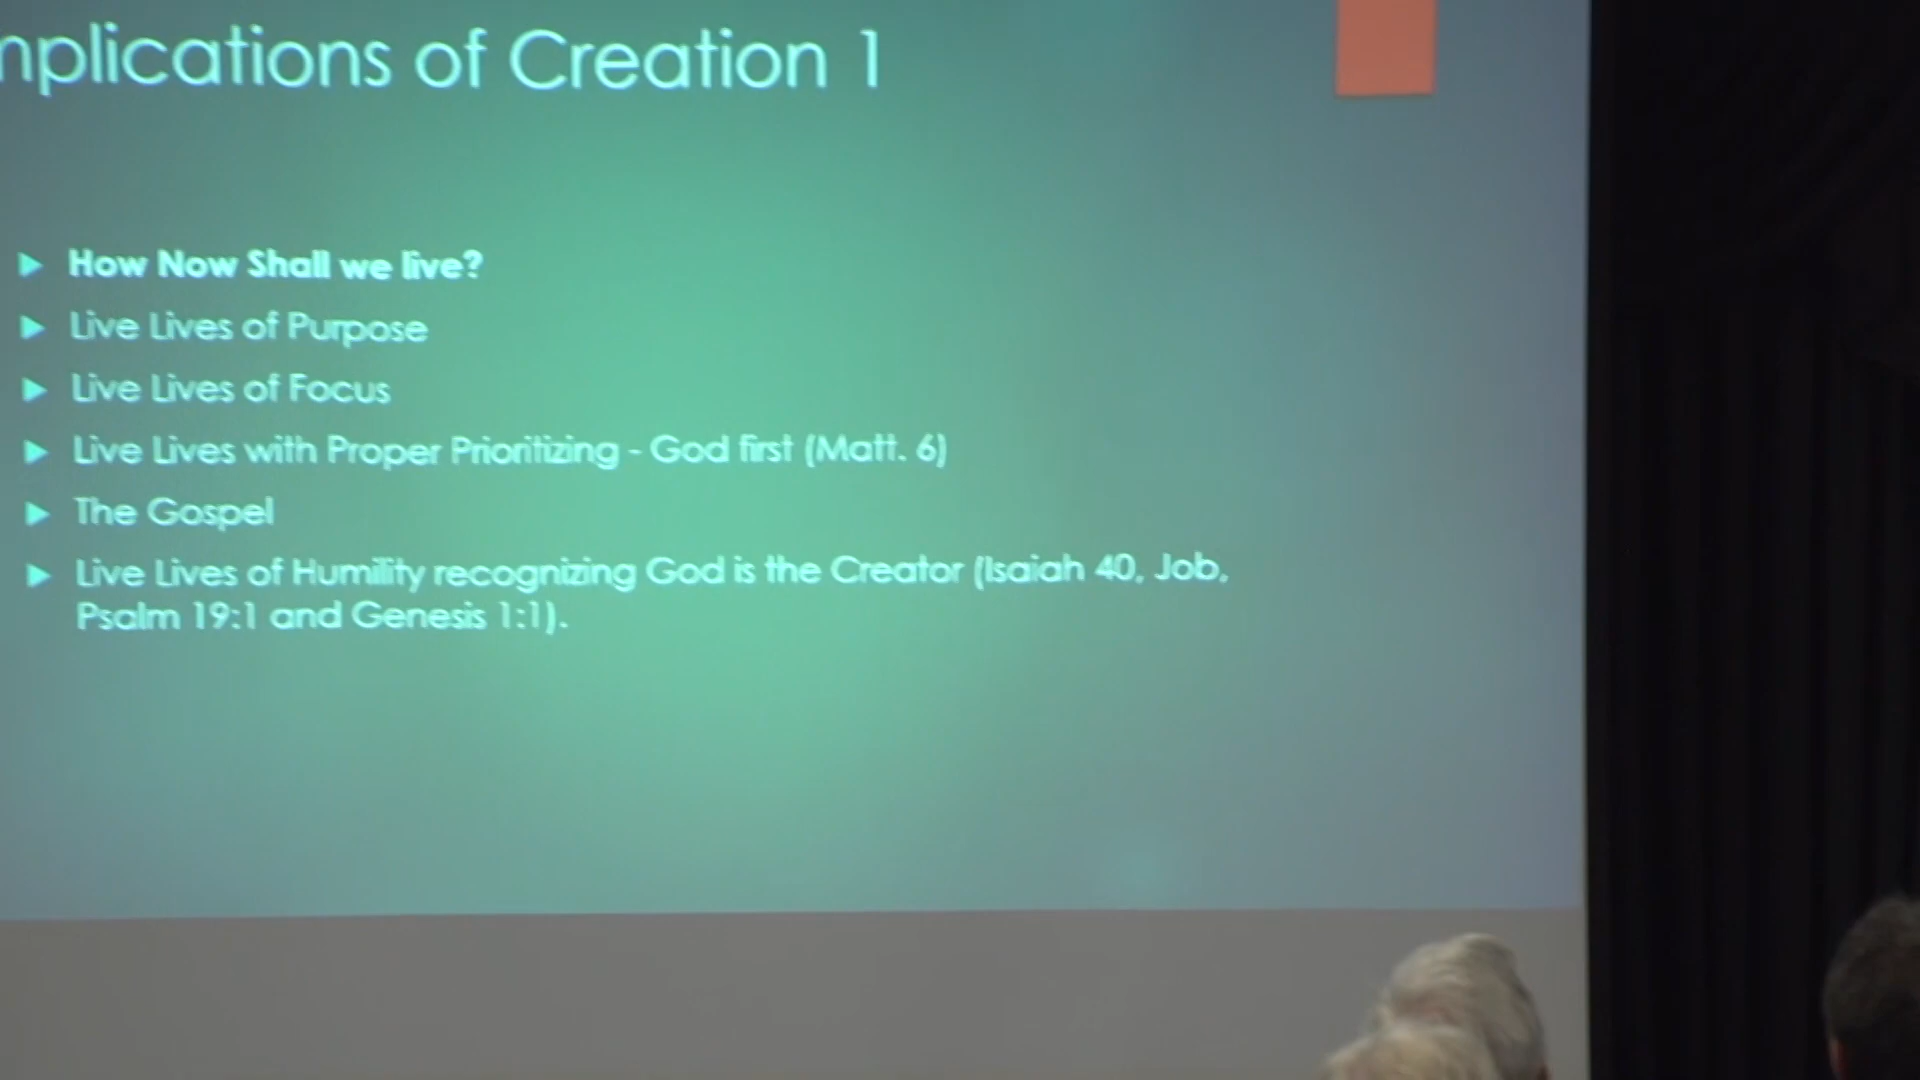 mplications of Creation 1
How Now Shall we live?
Live Lives of Purpose
Live Lives of Focus
Live Lives with Proper Prioritizing - God first (Matt. 6)
The Gospel
Live Lives of Humility recognizing God is the Creator (Isaiah 40, Job,
Psalm 19:1 and Genesis 1:1).